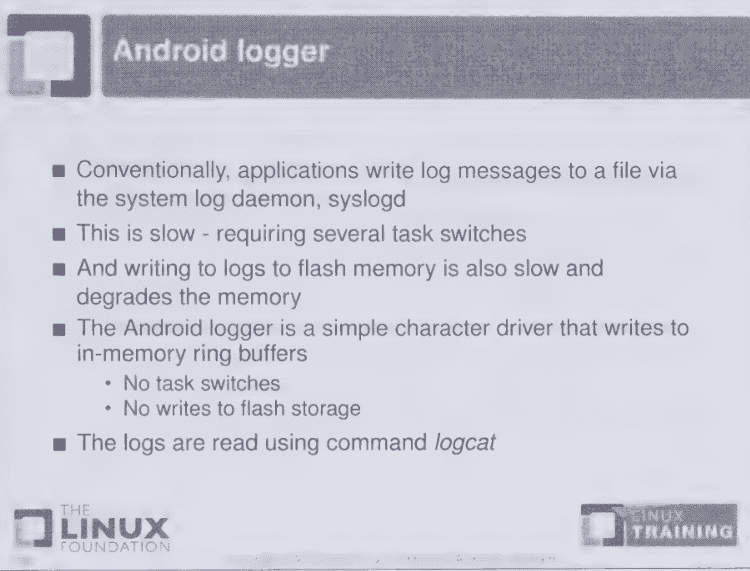 Android logger
■ Conventionally, applications write log messages to a file via
the system log daemon, syslogd
■ This is slow - requiring several task switches
■ And writing to logs to flash memory is also slow and
degrades the memory
■ The Android logger is a simple character driver that writes to
in-memory ring buffers
• No task switches
• No writes to flash storage
■ The logs are read using command logcat
THE
LINUX
FOUNDATION
LINUX
TRAINING